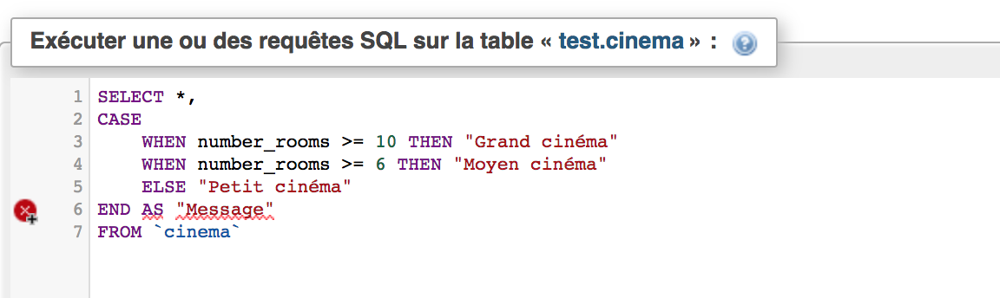 Exécuter une ou des requêtes SQL sur la table « test.cinema » :
1 SELECT *,
2 CASE
3 WHEN number_rooms >= 10 THEN "Grand cinéma"
4 WHEN number_rooms >= 6 THEN "Moyen cinéma"
5 ELSE "Petit cinéma"
6 END AS "Message"
7 FROM `cinema`